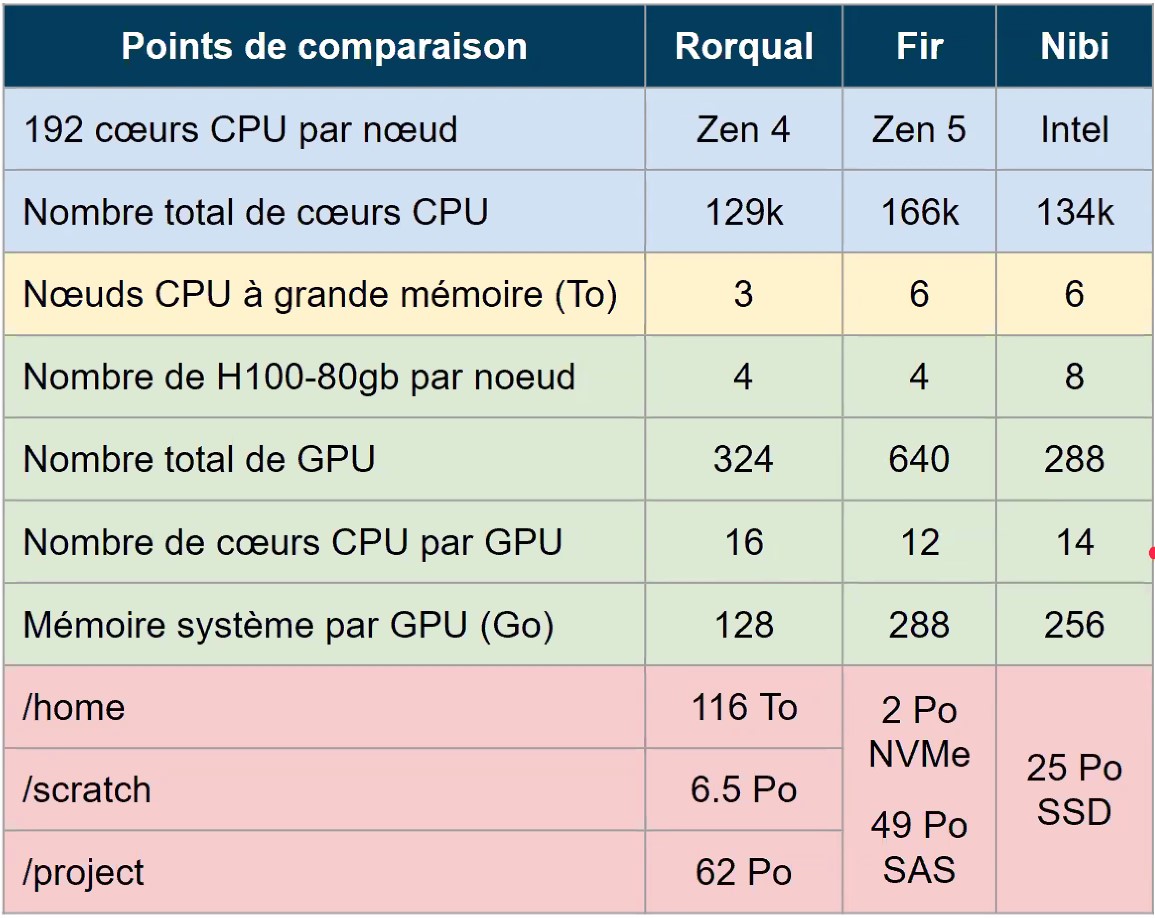 Points de comparaison Rorqual Fir Nibi
192 cœurs CPU par nœud Zen 4 Zen 5 Intel
Nombre total de cœurs CPU 129k 166k 134k
Nœuds CPU à grande mémoire (To) 3 6 6
Nombre de H100-80gb par noeud 4 4 8
Nombre total de GPU 324 640 288
Nombre de cœurs CPU par GPU 16 12 14
Mémoire système par GPU (Go) 128 288 256
/home 116 To
/scratch 6.5 Po
/project 62 Po
2 Po
NVMe
49 Po
SAS
25 Po
SSD